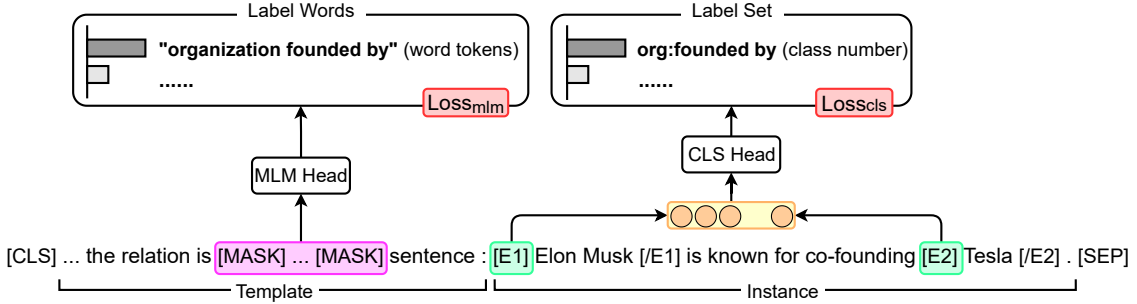 Label Words
"organization founded by" (word tokens)
......
Lossmlm
Label Set
org:founded by (class number)
......
Losscls
MLM Head
CLS Head
[CLS] ... the relation is [MASK] ... [MASK] sentence : [E1] Elon Musk [/E1] is known for co-founding [E2] Tesla [/E2] . [SEP]
Template
Instance